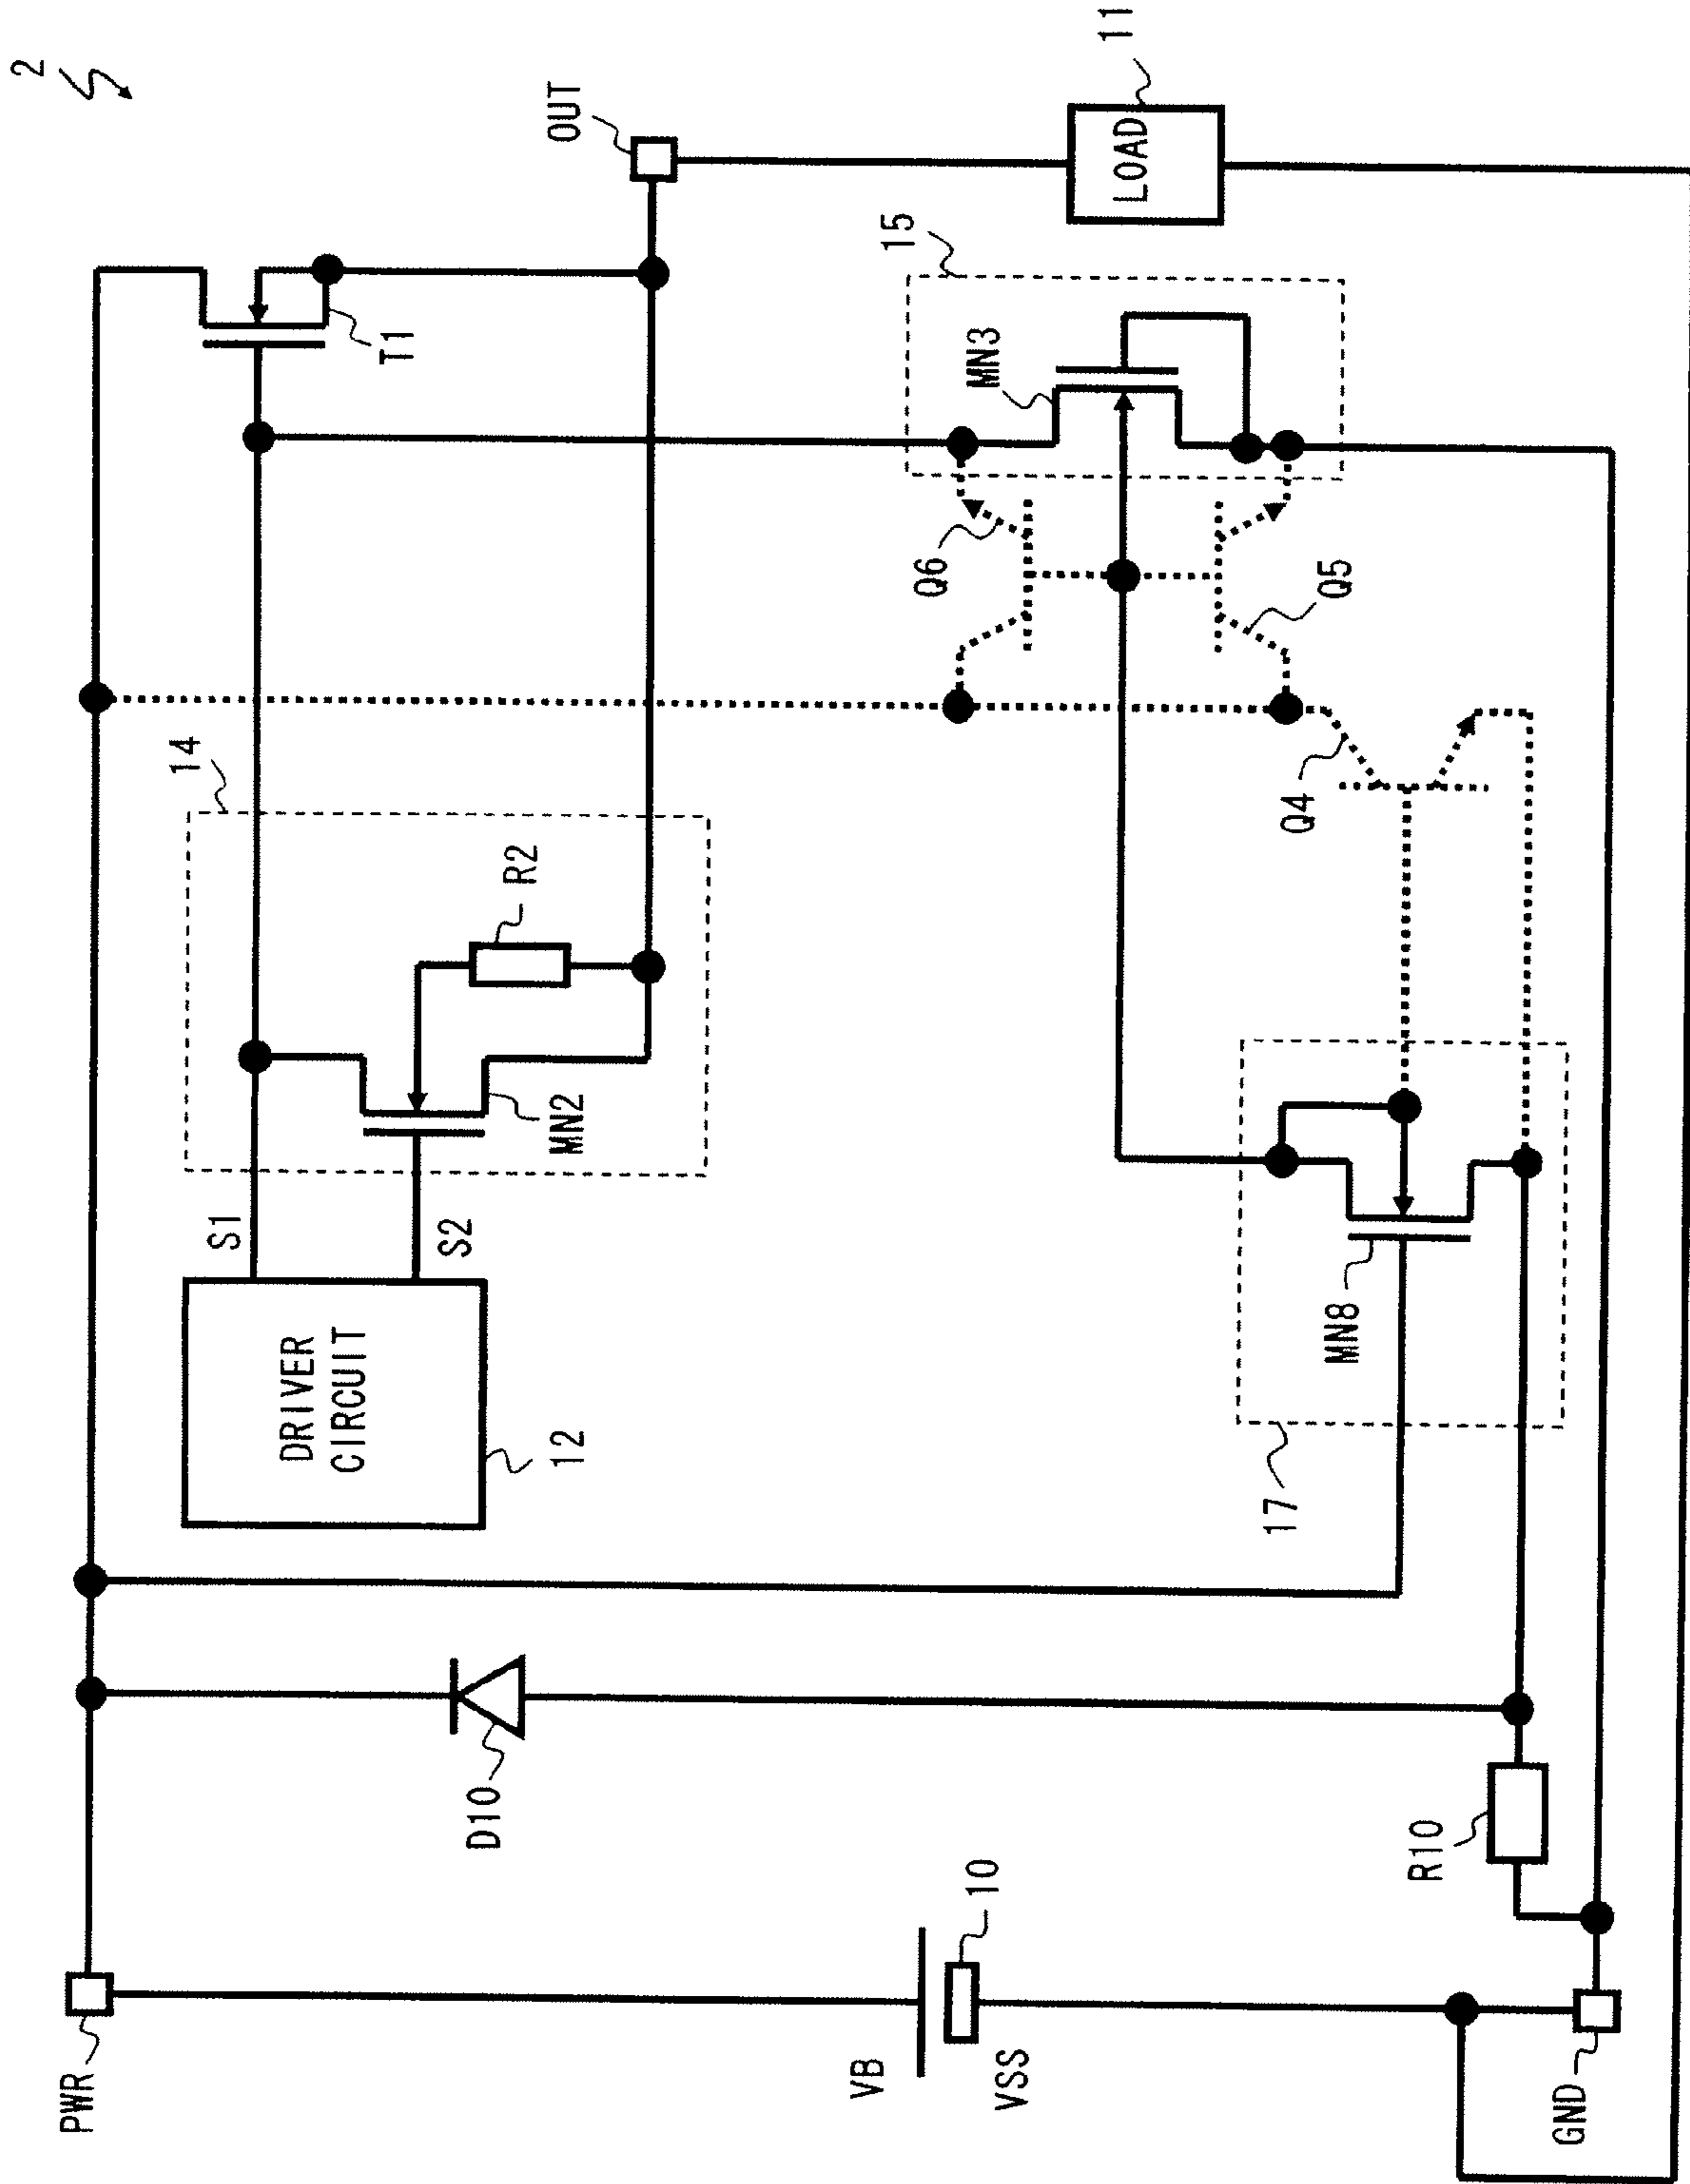 2
PWR
VB
10
VSS
GND
D10
R10
DRIVER
CIRCUIT
12
S1
S2
14
MN2
R2
17
MN8
Q4
Q5
Q6
15
MN3
T1
OUT
LOAD
11